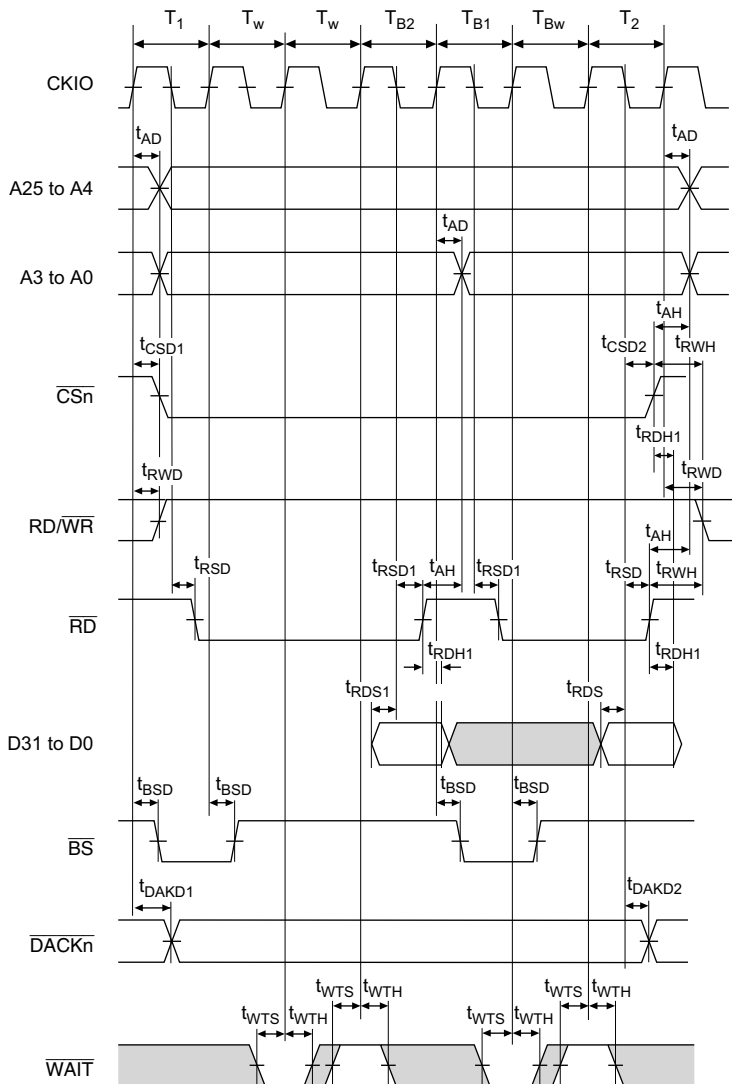 T1 Tw Tw TB2 TB1 TBw T2
CKIO
tAD tAD
A25 to A4
tAD
A3 to A0
tAH
tCSD1 tCSD2 tRWH
CSn
tRDH1
tRWD tRWD
RD/WR
tAH
tRSD tRSD1 tAH tRSD1 tRSD tRWH
RD
tRDH1 tRDH1
tRDS1 tRDS
D31 to D0
tBSD tBSD tBSD tBSD
BS
tDAKD1 tDAKD2
DACKn
tWTS tWTH tWTS tWTH tWTS tWTH tWTS tWTH
WAIT